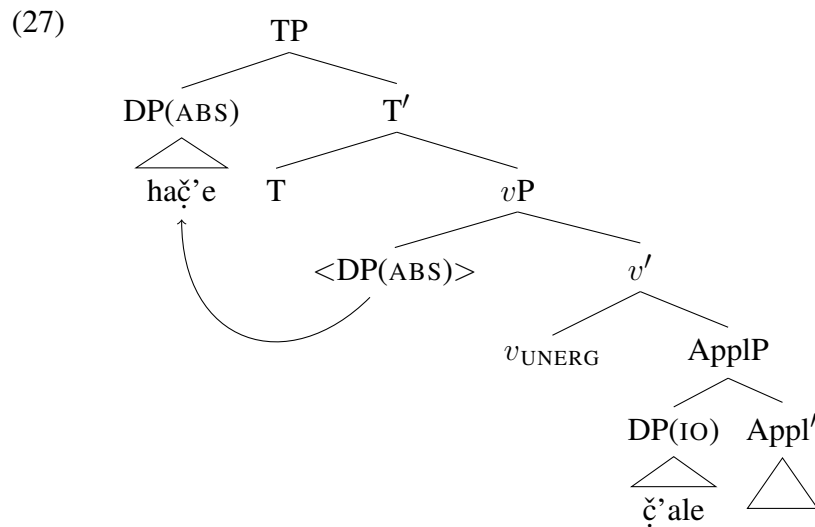 (27)
TP
DP(ABS) T′
hač̣’e T vP
<DP(ABS)> v′
vUNERG ApplP
DP(IO) Appl′
č̣’ale